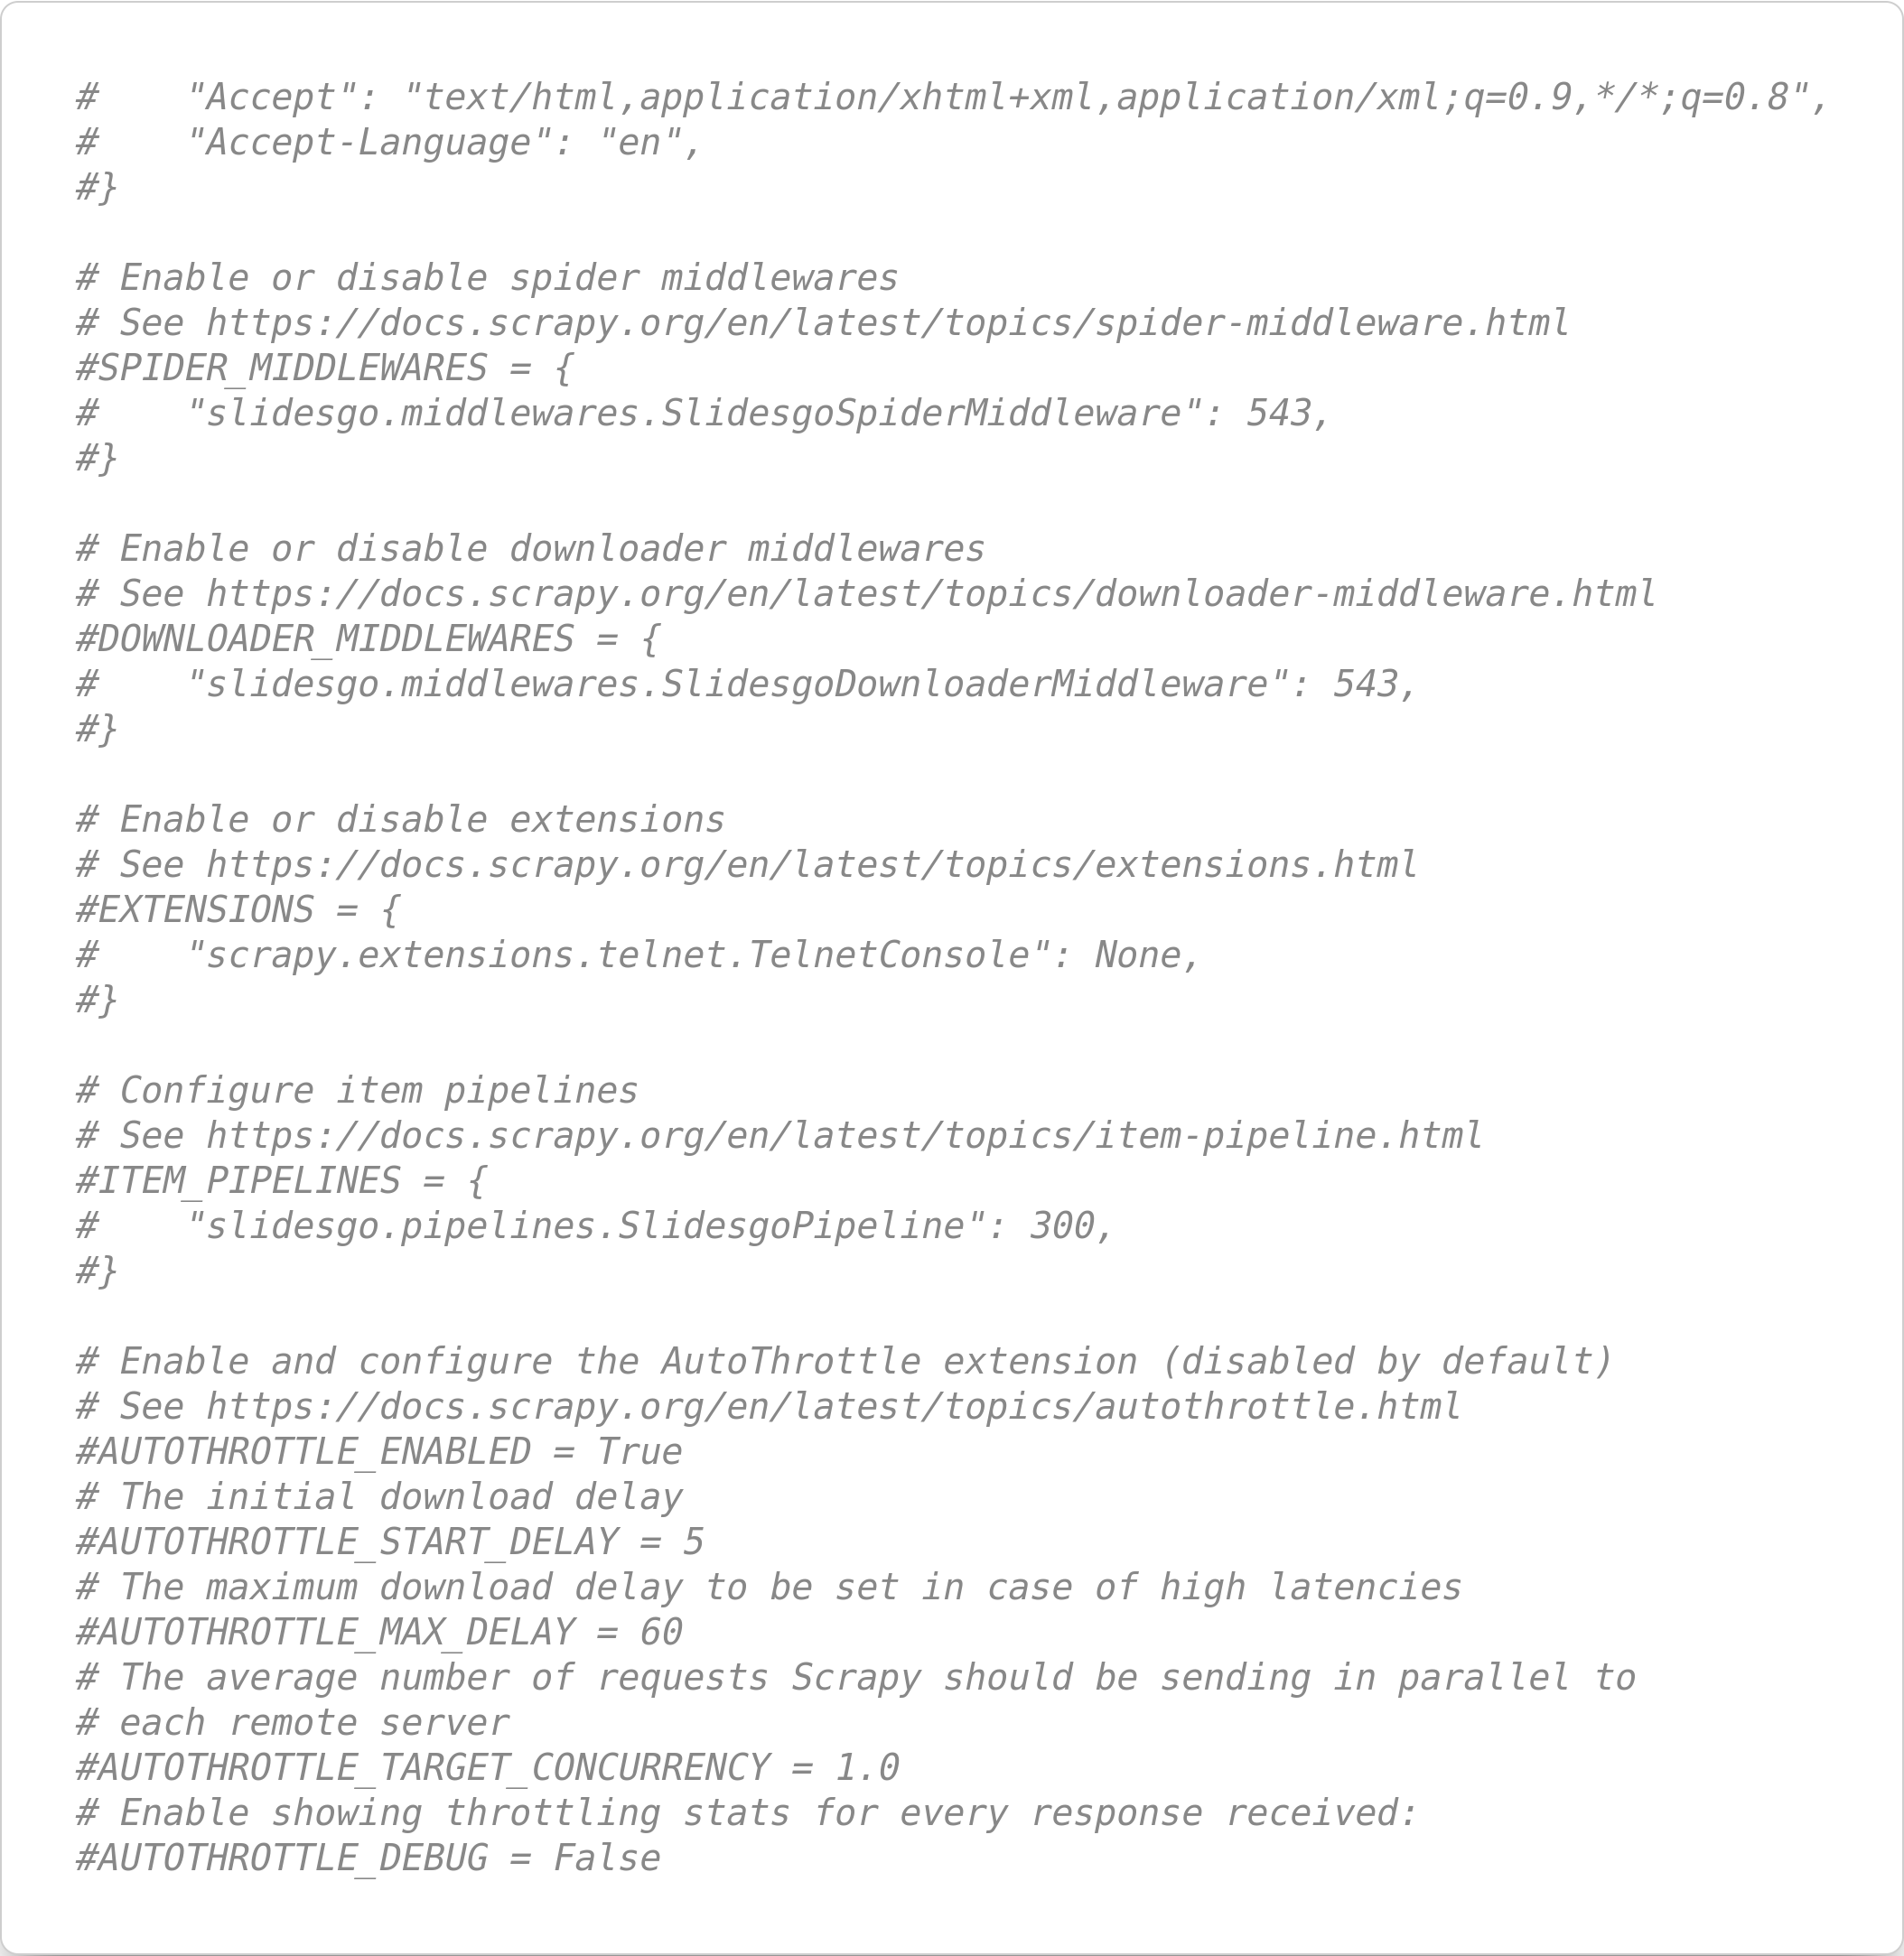 #    "Accept": "text/html,application/xhtml+xml,application/xml;q=0.9,*/*;q=0.8",
#    "Accept-Language": "en",
#}

# Enable or disable spider middlewares
# See https://docs.scrapy.org/en/latest/topics/spider-middleware.html
#SPIDER_MIDDLEWARES = {
#    "slidesgo.middlewares.SlidesgoSpiderMiddleware": 543,
#}

# Enable or disable downloader middlewares
# See https://docs.scrapy.org/en/latest/topics/downloader-middleware.html
#DOWNLOADER_MIDDLEWARES = {
#    "slidesgo.middlewares.SlidesgoDownloaderMiddleware": 543,
#}

# Enable or disable extensions
# See https://docs.scrapy.org/en/latest/topics/extensions.html
#EXTENSIONS = {
#    "scrapy.extensions.telnet.TelnetConsole": None,
#}

# Configure item pipelines
# See https://docs.scrapy.org/en/latest/topics/item-pipeline.html
#ITEM_PIPELINES = {
#    "slidesgo.pipelines.SlidesgoPipeline": 300,
#}

# Enable and configure the AutoThrottle extension (disabled by default)
# See https://docs.scrapy.org/en/latest/topics/autothrottle.html
#AUTOTHROTTLE_ENABLED = True
# The initial download delay
#AUTOTHROTTLE_START_DELAY = 5
# The maximum download delay to be set in case of high latencies
#AUTOTHROTTLE_MAX_DELAY = 60
# The average number of requests Scrapy should be sending in parallel to
# each remote server
#AUTOTHROTTLE_TARGET_CONCURRENCY = 1.0
# Enable showing throttling stats for every response received:
#AUTOTHROTTLE_DEBUG = False